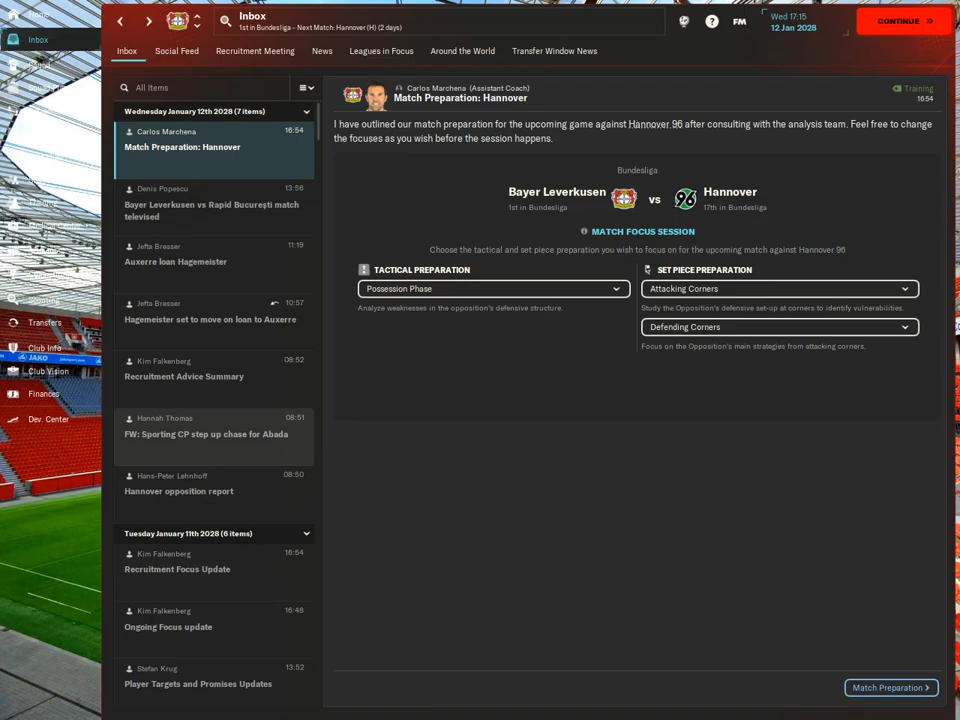 Home
Inbox
1st in Bundesliga - Next Match: Hannover (H) (2 days)
FM
Wed 17:15
12 Jan 2028
CONTINUE
Inbox
Inbox
Social Feed
Recruitment Meeting
News
Leagues in Focus
Around the World
Transfer Window News
All Items
Wednesday January 12th 2028 (7 items)
Carlos Marchena
16:54
Match Preparation: Hannover
Denis Popescu
13:56
Bayer Leverkusen vs Rapid București match
televised
Jefta Bresser
11:19
Auxerre loan Hagemeister
Jefta Bresser
10:57
Hagemeister set to move on loan to Auxerre
Kim Falkenberg
08:52
Recruitment Advice Summary
Hannah Thomas
08:51
FW: Sporting CP step up chase for Abada
Hans-Peter Lehnhoff
08:50
Hannover opposition report
Tuesday January 11th 2028 (6 items)
Kim Falkenberg
16:54
Recruitment Focus Update
Kim Falkenberg
16:48
Ongoing Focus update
Stefan Krug
13:52
Player Targets and Promises Updates
Transfers
Club Info
JAKO
Club Vision
Finances
Dev. Center
Carlos Marchena (Assistant Coach)
Match Preparation: Hannover
Training
16:54
I have outlined our match preparation for the upcoming game against Hannover 96 after consulting with the analysis team. Feel free to change
the focuses as you wish before the session happens.
Bundesliga
Bayer Leverkusen
1st in Bundesliga
vs
Hannover
17th in Bundesliga
MATCH FOCUS SESSION
Choose the tactical and set piece preparation you wish to focus on for the upcoming match against Hannover 96
TACTICAL PREPARATION
Possession Phase
Analyze weaknesses in the opposition's defensive structure.
SET PIECE PREPARATION
Attacking Corners
Study the Opposition's defensive set-up at corners to identify vulnerabilities.
Defending Corners
Focus on the Opposition's main strategies from attacking corners.
Match Preparation